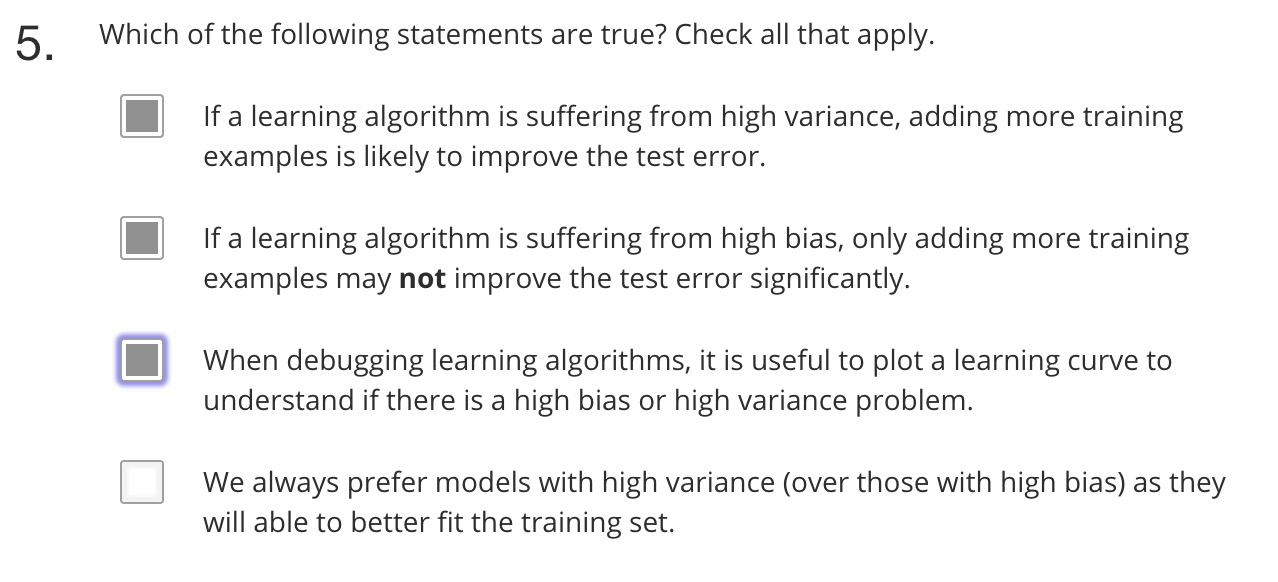 5. Which of the following statements are true? Check all that apply.
If a learning algorithm is suffering from high variance, adding more training
examples is likely to improve the test error.
If a learning algorithm is suffering from high bias, only adding more training
examples may not improve the test error significantly.
When debugging learning algorithms, it is useful to plot a learning curve to
understand if there is a high bias or high variance problem.
We always prefer models with high variance (over those with high bias) as they
will able to better fit the training set.